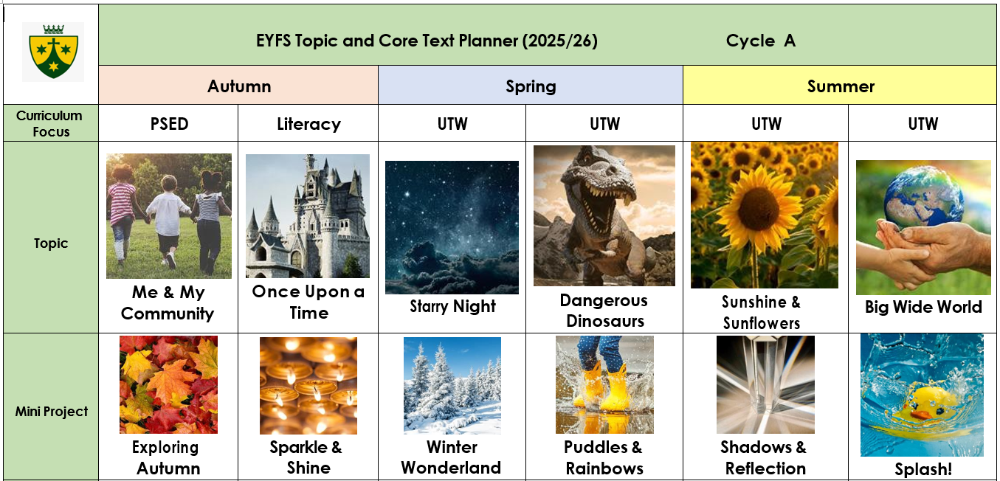 EYFS Topic and Core Text Planner (2025/26) Cycle A
Autumn Spring Summer
Curriculum
Focus
PSED Literacy UTW UTW UTW UTW
Topic
Me & My
Community
Once Upon a
Time
Starry Night
Dangerous
Dinosaurs
Sunshine &
Sunflowers
Big Wide World
Mini Project
Exploring
Autumn
Sparkle &
Shine
Winter
Wonderland
Puddles &
Rainbows
Shadows &
Reflection
Splash!